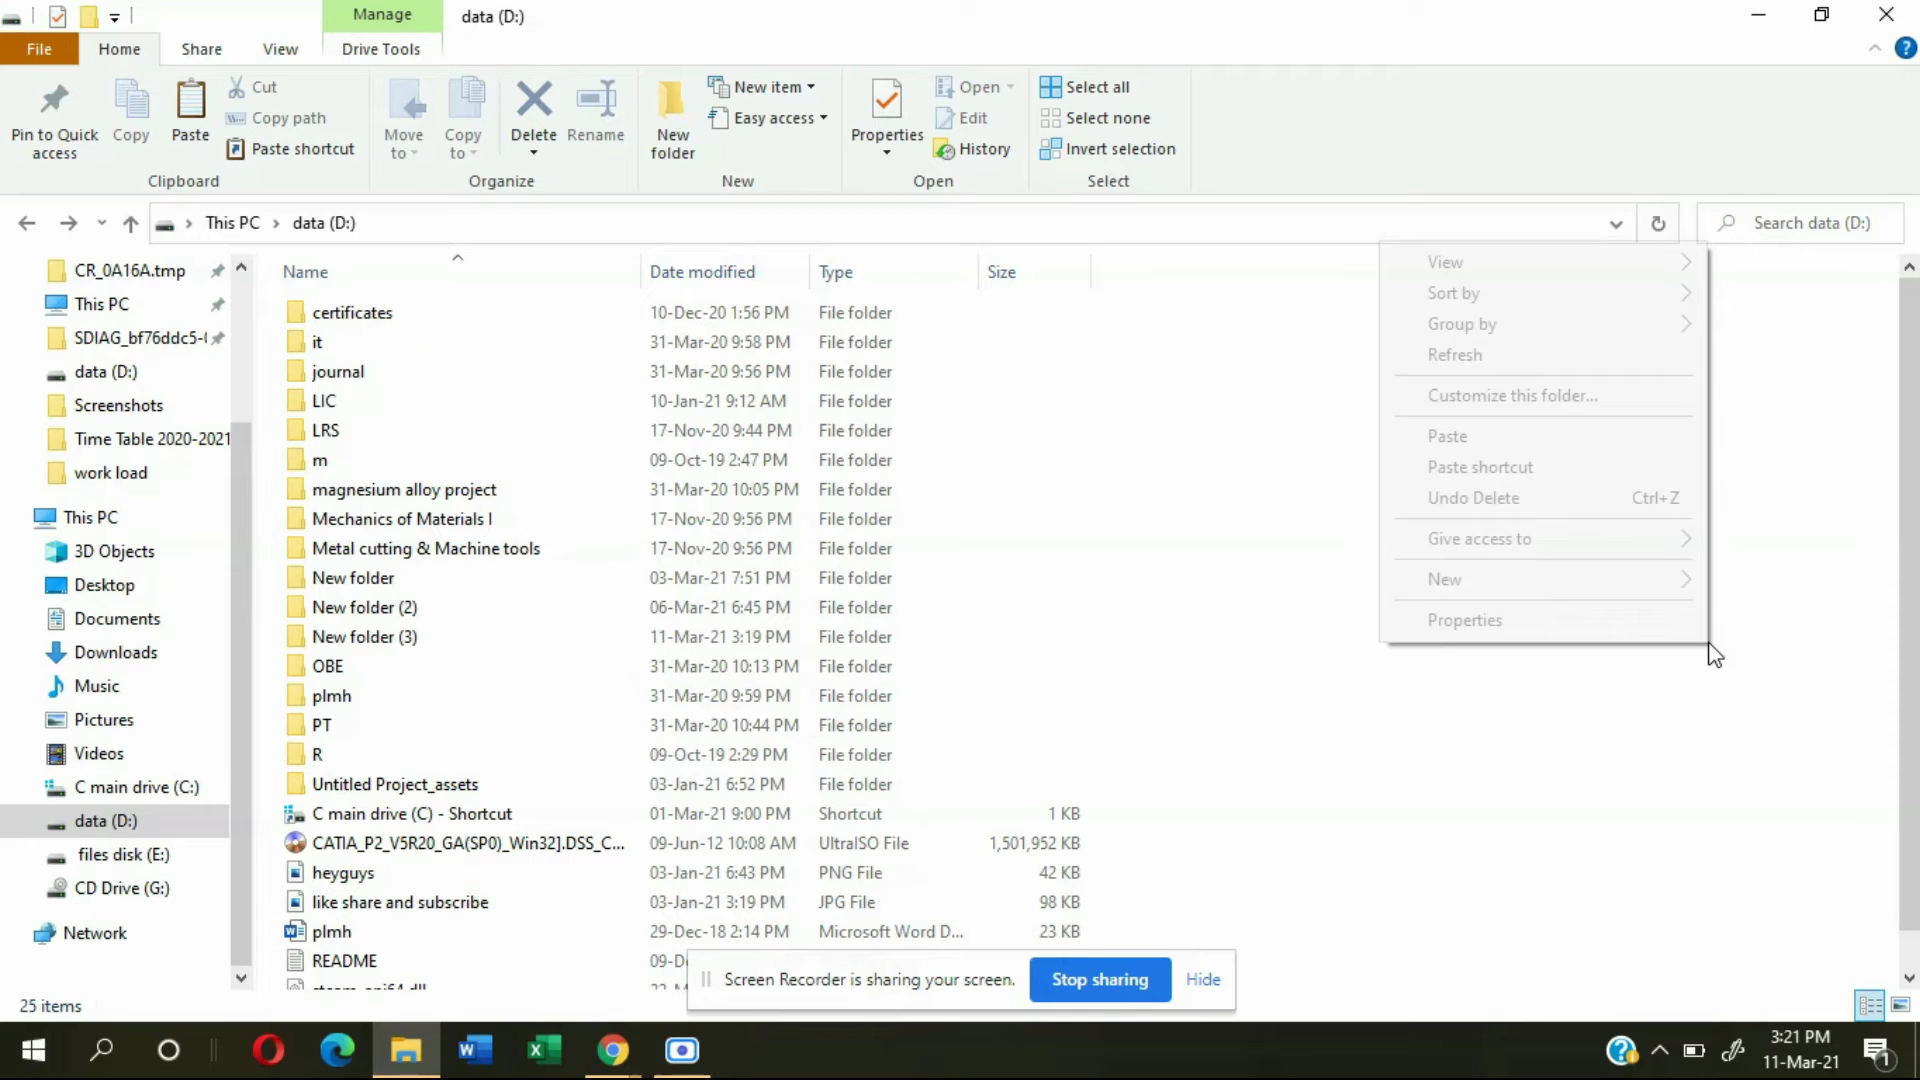 Manage
data (D:)
File
Home
Share
View
Drive Tools
Pin to Quick access
Copy
Paste
Cut
Copy path
Paste shortcut
Clipboard
Move to
Copy to
Delete
Rename
Organize
New folder
New item
Easy access
New
Properties
Open
Edit
History
Open
Select all
Select none
Invert selection
Select
This PC
data (D:)
Search data (D:)
CR_0A16A.tmp
This PC
SDIAG_bf76ddc5-
data (D:)
Screenshots
Time Table 2020-2021
work load
This PC
3D Objects
Desktop
Documents
Downloads
Music
Pictures
Videos
C main drive (C:)
data (D:)
files disk (E:)
CD Drive (G:)
Network
Name Date modified Type Size
certificates 10-Dec-20 1:56 PM File folder
it 31-Mar-20 9:58 PM File folder
journal 31-Mar-20 9:56 PM File folder
LIC 10-Jan-21 9:12 AM File folder
LRS 17-Nov-20 9:44 PM File folder
m 09-Oct-19 2:47 PM File folder
magnesium alloy project 31-Mar-20 10:05 PM File folder
Mechanics of Materials I 17-Nov-20 9:56 PM File folder
Metal cutting & Machine tools 17-Nov-20 9:56 PM File folder
New folder 03-Mar-21 7:51 PM File folder
New folder (2) 06-Mar-21 6:45 PM File folder
New folder (3) 11-Mar-21 3:19 PM File folder
OBE 31-Mar-20 10:13 PM File folder
plmh 31-Mar-20 9:59 PM File folder
PT 31-Mar-20 10:44 PM File folder
R 09-Oct-19 2:29 PM File folder
Untitled Project_assets 03-Jan-21 6:52 PM File folder
C main drive (C) - Shortcut 01-Mar-21 9:00 PM Shortcut 1 KB
CATIA_P2_V5R20_GA(SP0)_Win32].DSS_C... 09-Jun-12 10:08 AM UltraISO File 1,501,952 KB
heyguys 03-Jan-21 6:43 PM PNG File 42 KB
like share and subscribe 03-Jan-21 3:19 PM JPG File 98 KB
plmh 29-Dec-18 2:14 PM Microsoft Word D... 23 KB
README 09-D
View
Sort by
Group by
Refresh
Customize this folder...
Paste
Paste shortcut
Undo Delete Ctrl+Z
Give access to
New
Properties
Screen Recorder is sharing your screen. Stop sharing Hide
25 items
3:21 PM
11-Mar-21
1